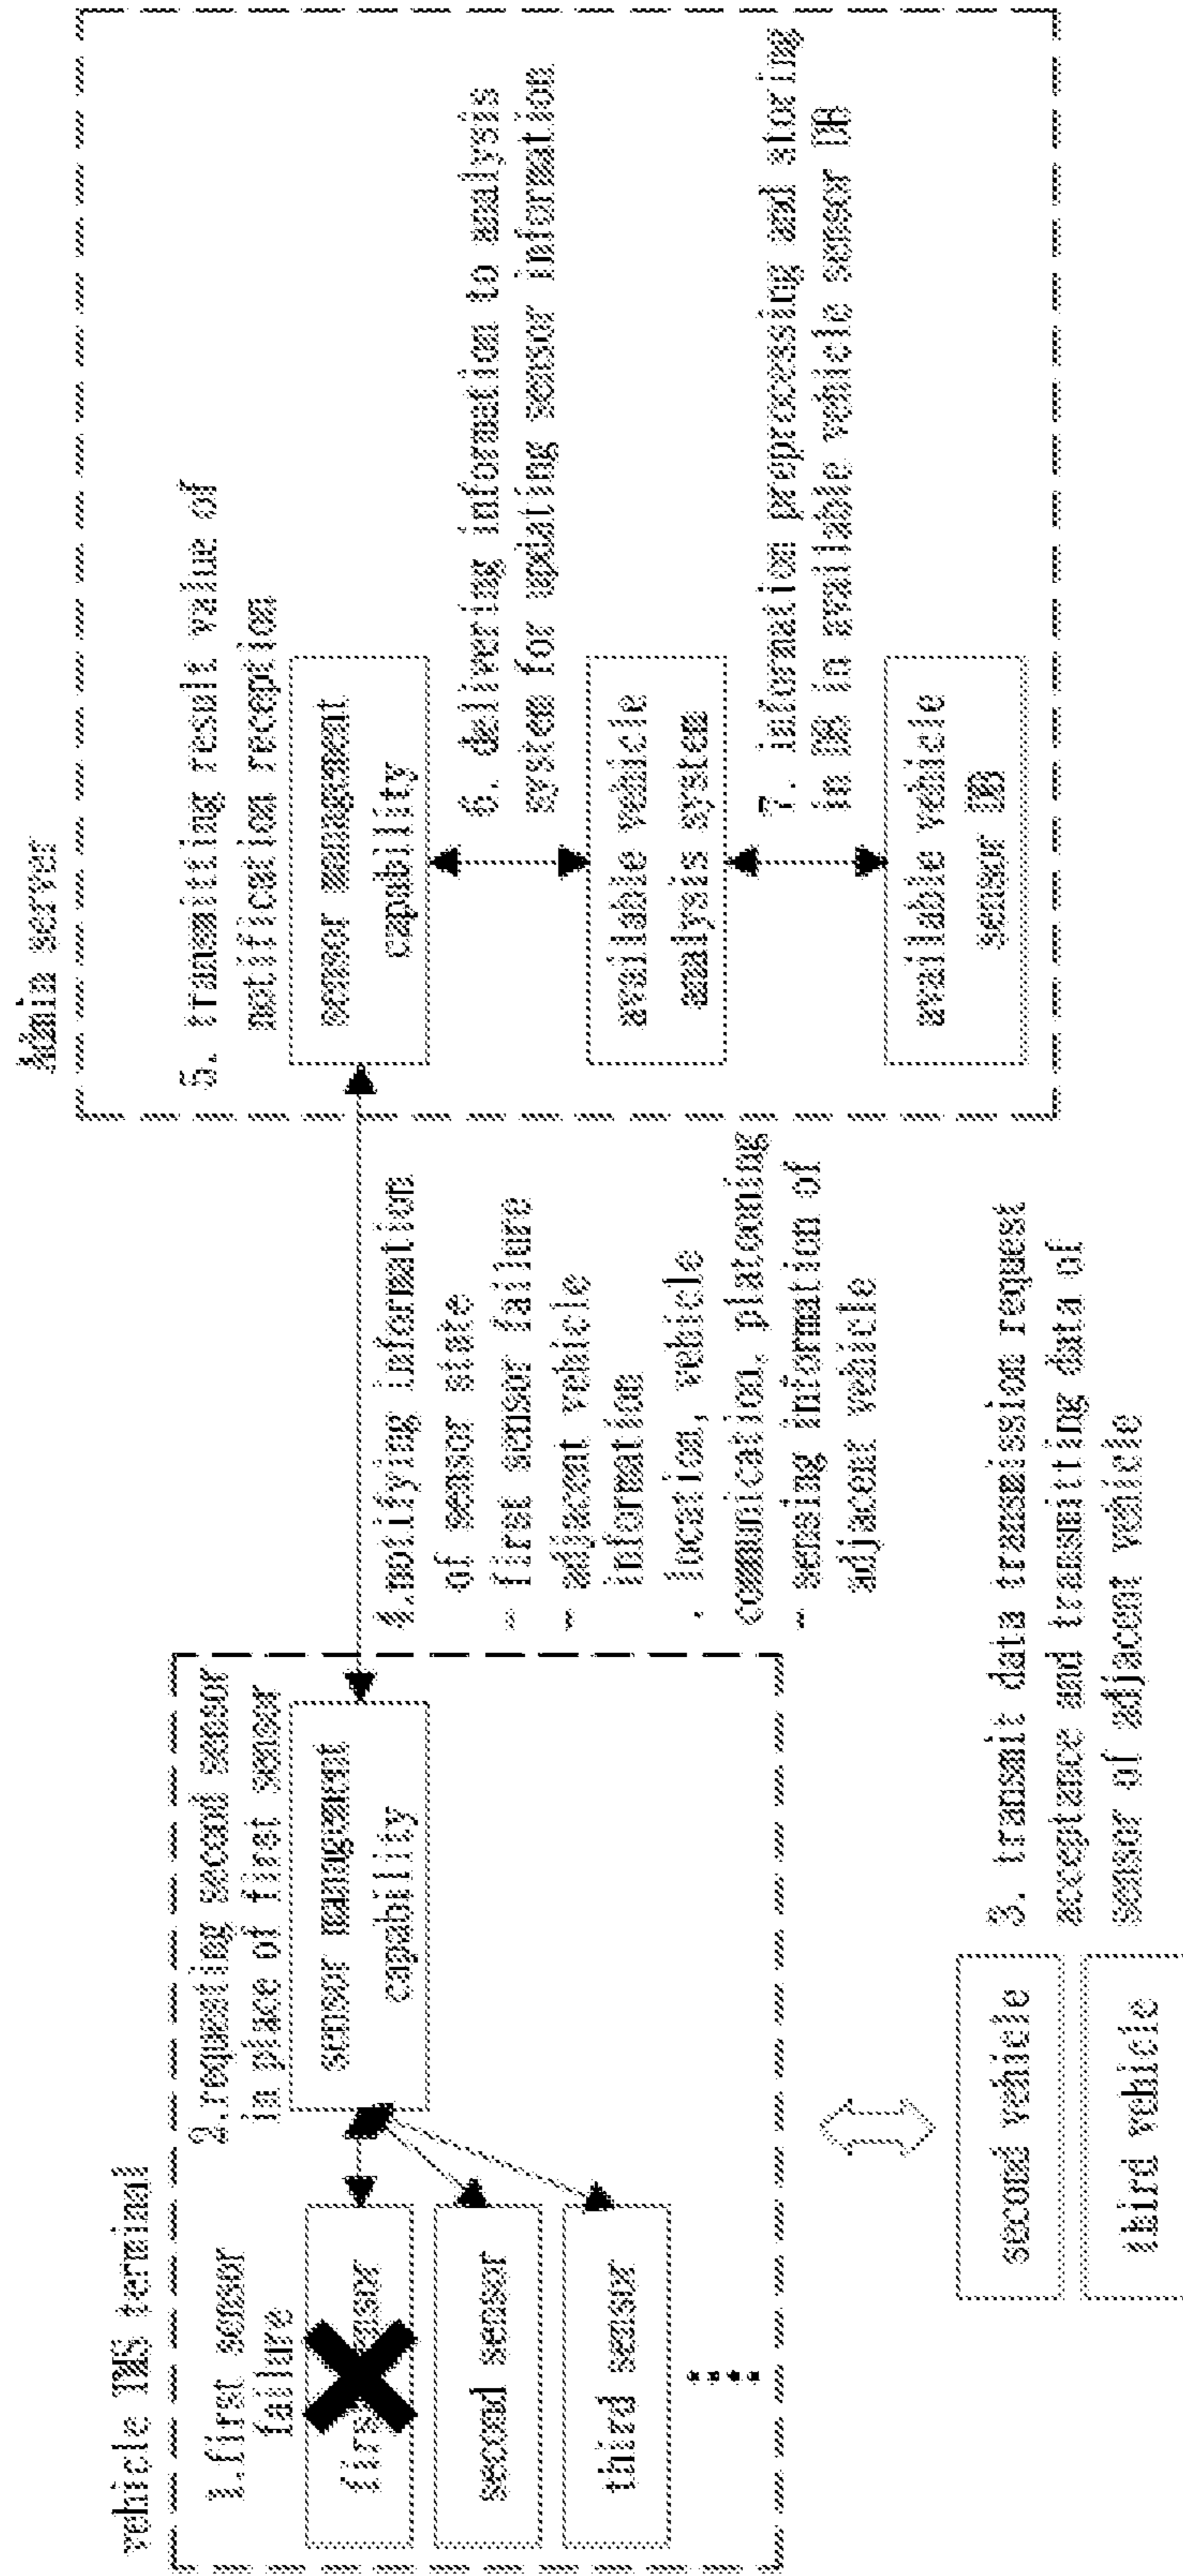 vehicle TMS terminal
1.first sensor
failure
first sensor
second sensor
third sensor
....
2.requesting second sensor
in place of first sensor
sensor management
capability
second vehicle
third vehicle
3. transmit data transmission request
acceptance and transmitting data of
sensor of adjacent vehicle
4.notifying information
of sensor state
- first sensor failure
- adjacent vehicle
information
. location, vehicle
communication, platooning
- sensing information of
adjacent vehicle
Admin server
5. transmitting result value of
notification reception
sensor management
capability
6. delivering information to analysis
system for updating sensor information
available vehicle
analysis system
7. information preprocessing and storing
in DB in available vehicle sensor DB
available vehicle
sensor DB